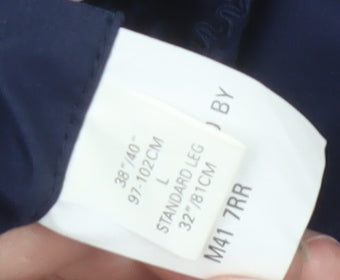 38"/40"
97-102CM
L
STANDARD LEG
32"/81CM
BY
M41 7RR